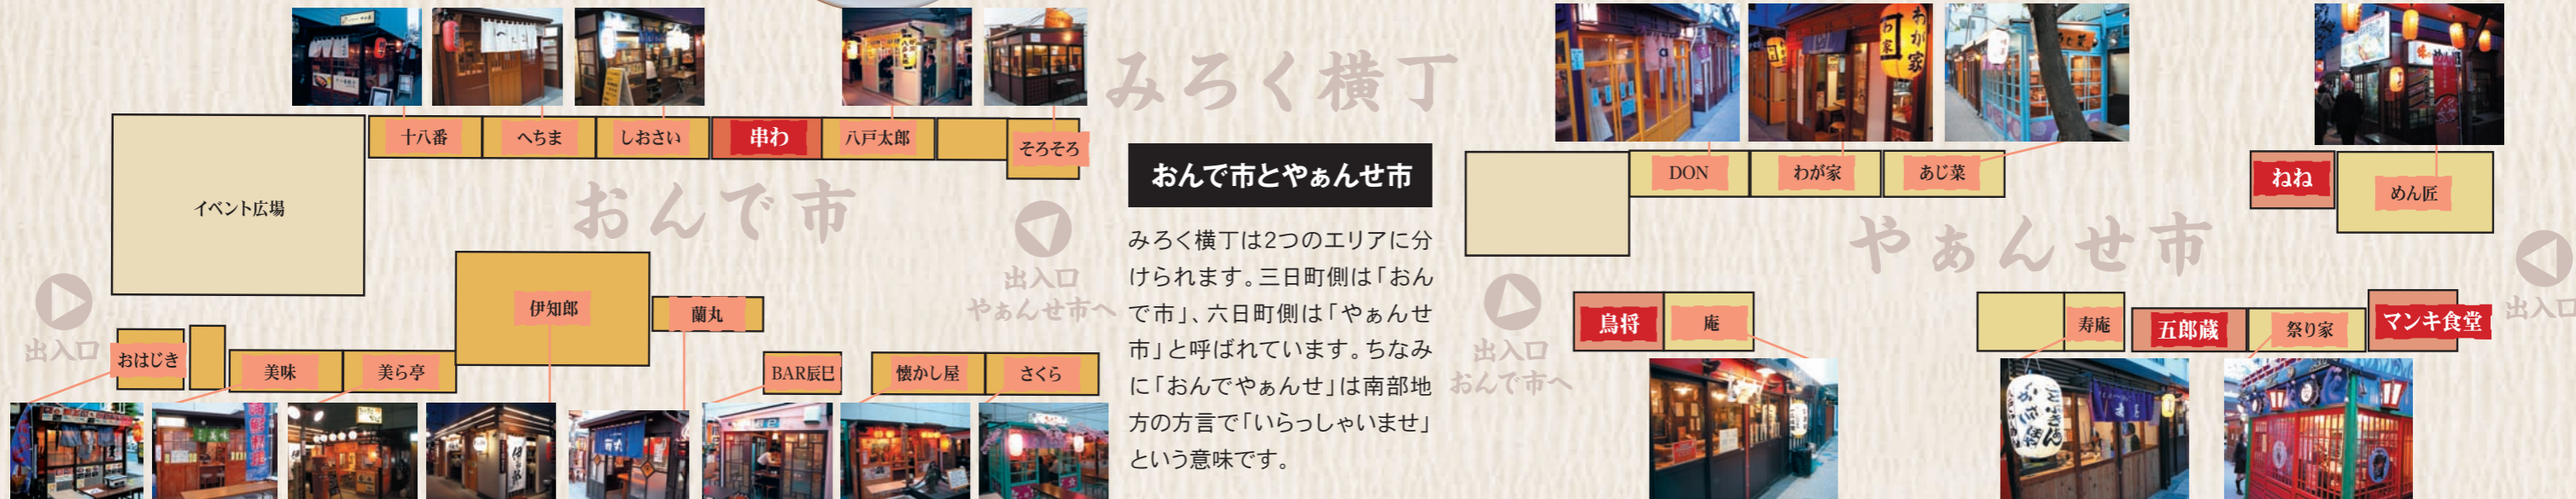 みろく横丁
十八番
へちま
しおさい
串わ
八戸太郎
そろそろ
イベント広場
おんで市
出入口
やぁんせ市へ
出入口
おはじき
美味
美ら亭
伊知郎
蘭丸
BAR辰巳
懐かし屋
さくら
おんで市とやぁんせ市
みろく横丁は2つのエリアに分
けられます。三日町側は「おん
で市」、六日町側は「やぁんせ
市」と呼ばれています。ちなみ
に「おんでやぁんせ」は南部地
方の方言で「いらっしゃいませ」
という意味です。
わが家
DON
わが家
あじ菜
ねね
めん匠
やぁんせ市
出入口
おんで市へ
出入口
鳥将
庵
寿庵
五郎蔵
祭り家
マンキ食堂